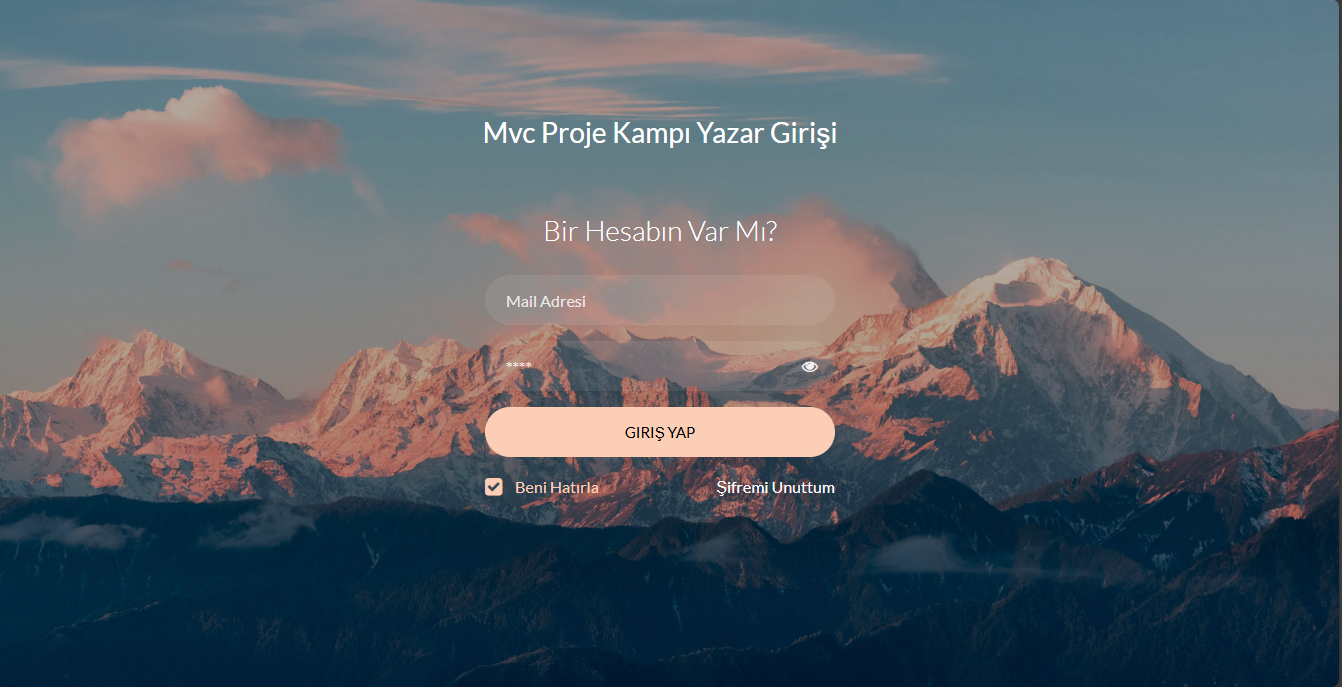 Mvc Proje Kampı Yazar Girişi
Bir Hesabın Var Mı?
Mail Adresi
****
GIRIŞ YAP
Beni Hatırla
Şifremi Unuttum